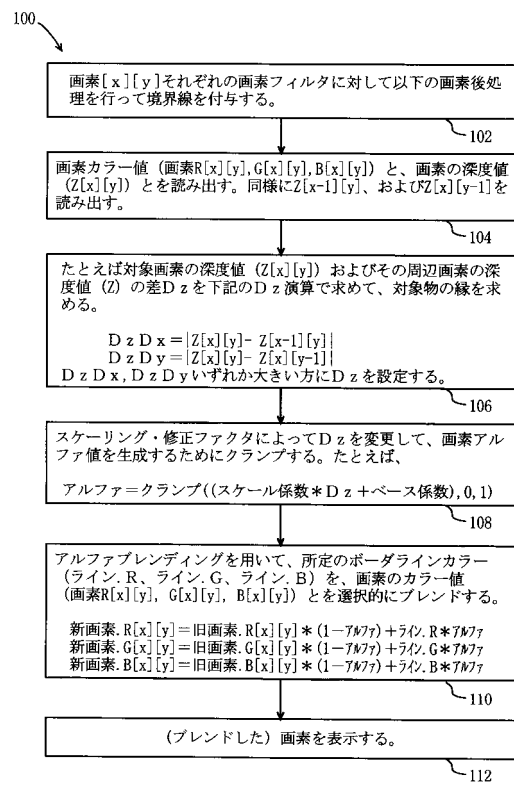 100
画素[x][y]それぞれの画素フィルタに対して以下の画素後処
理を行って境界線を付与する。
102
画素カラー値（画素R[x][y],G[x][y],B[x][y]）と、画素の深度値
（Z[x][y]）とを読み出す。同様にZ[x-1][y]、およびZ[x][y-1]を
読み出す。
104
たとえば対象画素の深度値（Z[x][y]）およびその周辺画素の深
度値（Z）の差Ｄｚを下記のＤｚ演算で求めて、対象物の縁を求
める。
ＤｚＤｘ＝|Z[x][y]- Z[x-1][y]|
ＤｚＤｙ＝|Z[x][y]- Z[x][y-1]|
ＤｚＤｘ,ＤｚＤｙいずれか大きい方にＤｚを設定する。
106
スケーリング・修正ファクタによってＤｚを変更して、画素アル
ファ値を生成するためにクランプする。たとえば、
アルファ＝クランプ((スケール係数＊Ｄｚ＋ベース係数),0,1)
108
アルファブレンディングを用いて、所定のボーダラインカラー
（ライン.R、ライン.G、ライン.B）を、画素のカラー値
（画素R[x][y], G[x][y], B[x][y]）とを選択的にブレンドする。
新画素.R[x][y]＝旧画素.R[x][y]＊(1－ｱﾙﾌｧ)＋ﾗｲﾝ.R＊ｱﾙﾌｧ
新画素.G[x][y]＝旧画素.G[x][y]＊(1－ｱﾙﾌｧ)＋ﾗｲﾝ.G＊ｱﾙﾌｧ
新画素.B[x][y]＝旧画素.B[x][y]＊(1－ｱﾙﾌｧ)＋ﾗｲﾝ.B＊ｱﾙﾌｧ
110
（ブレンドした）画素を表示する。
112